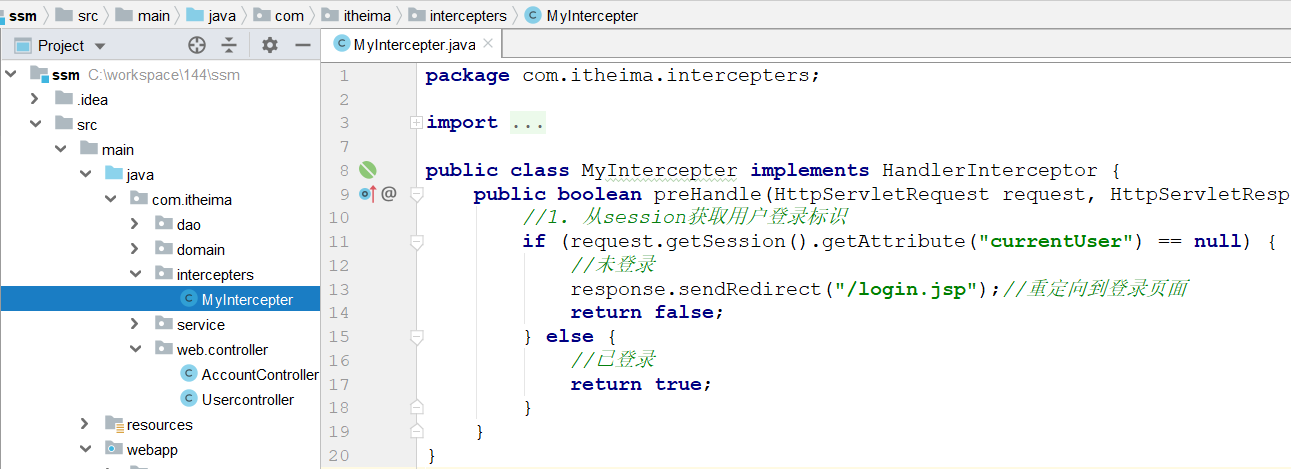 ssm src main java com itheima intercepters MyIntercepter
Project
ssm C:\workspace\144\ssm
.idea
src
main
java
com.itheima
dao
domain
intercepters
MyIntercepter
service
web.controller
AccountController
Usercontroller
resources
webapp
MyIntercepter.java
1 package com.itheima.intercepters;
2
3 import ...
7
8 public class MyIntercepter implements HandlerInterceptor {
9 @ public boolean preHandle(HttpServletRequest request, HttpServletResp
10 //1. 从session获取用户登录标识
11 if (request.getSession().getAttribute("currentUser") == null) {
12 //未登录
13 response.sendRedirect("/login.jsp");//重定向到登录页面
14 return false;
15 } else {
16 //已登录
17 return true;
18 }
19 }
20 }